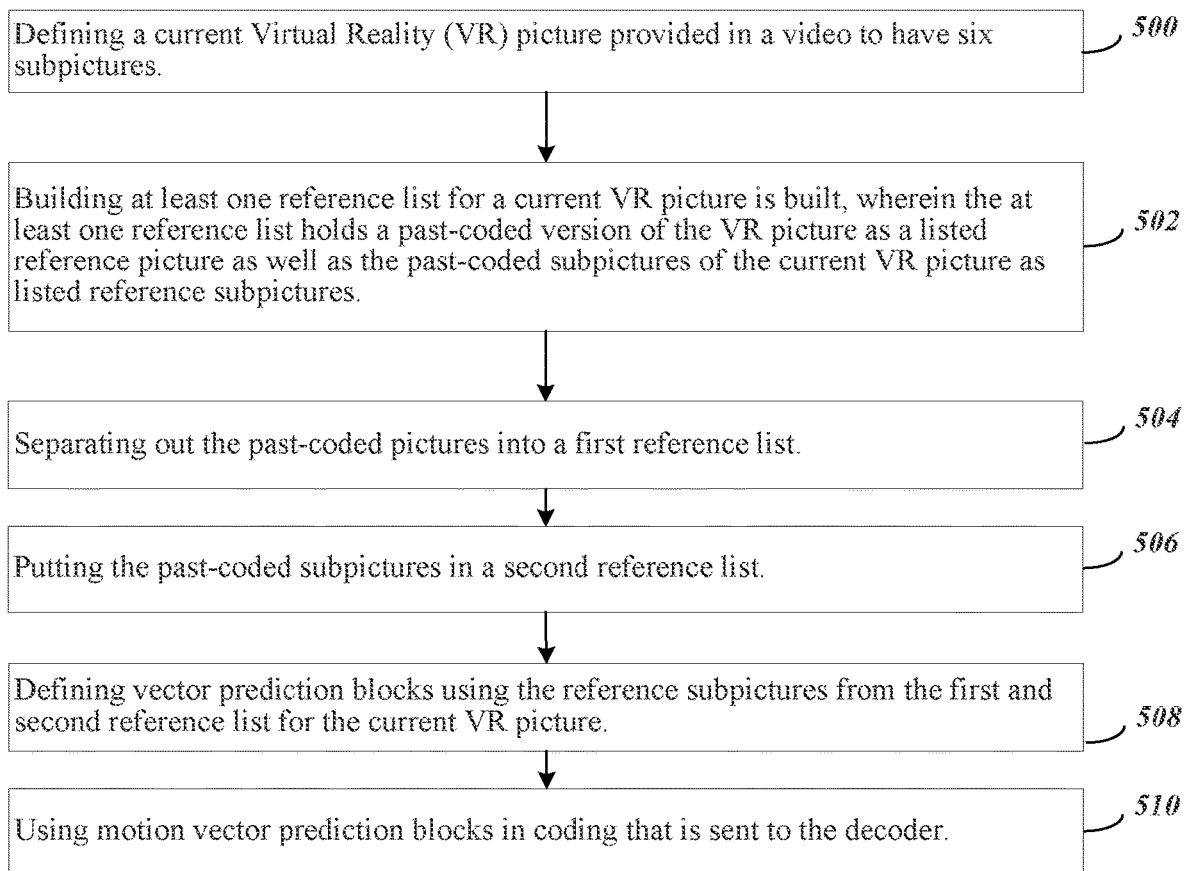 Defining a current Virtual Reality (VR) picture provided in a video to have six
500
subpictures.
Building at least one reference list for a current VR picture is built, wherein the at
least one reference list holds a past-coded version of the VR picture as a listed
502
reference picture as well as the past-coded subpictures of the current VR picture as
listed reference subpictures.
504
Separating out the past-coded pictures into a first reference list.
506
Putting the past-coded subpictures in a second reference list.
Defining vector prediction blocks using the reference subpictures from the first and
second reference list for the current VR picture.
508
510
Using motion vector prediction blocks in coding that is sent to the decoder.